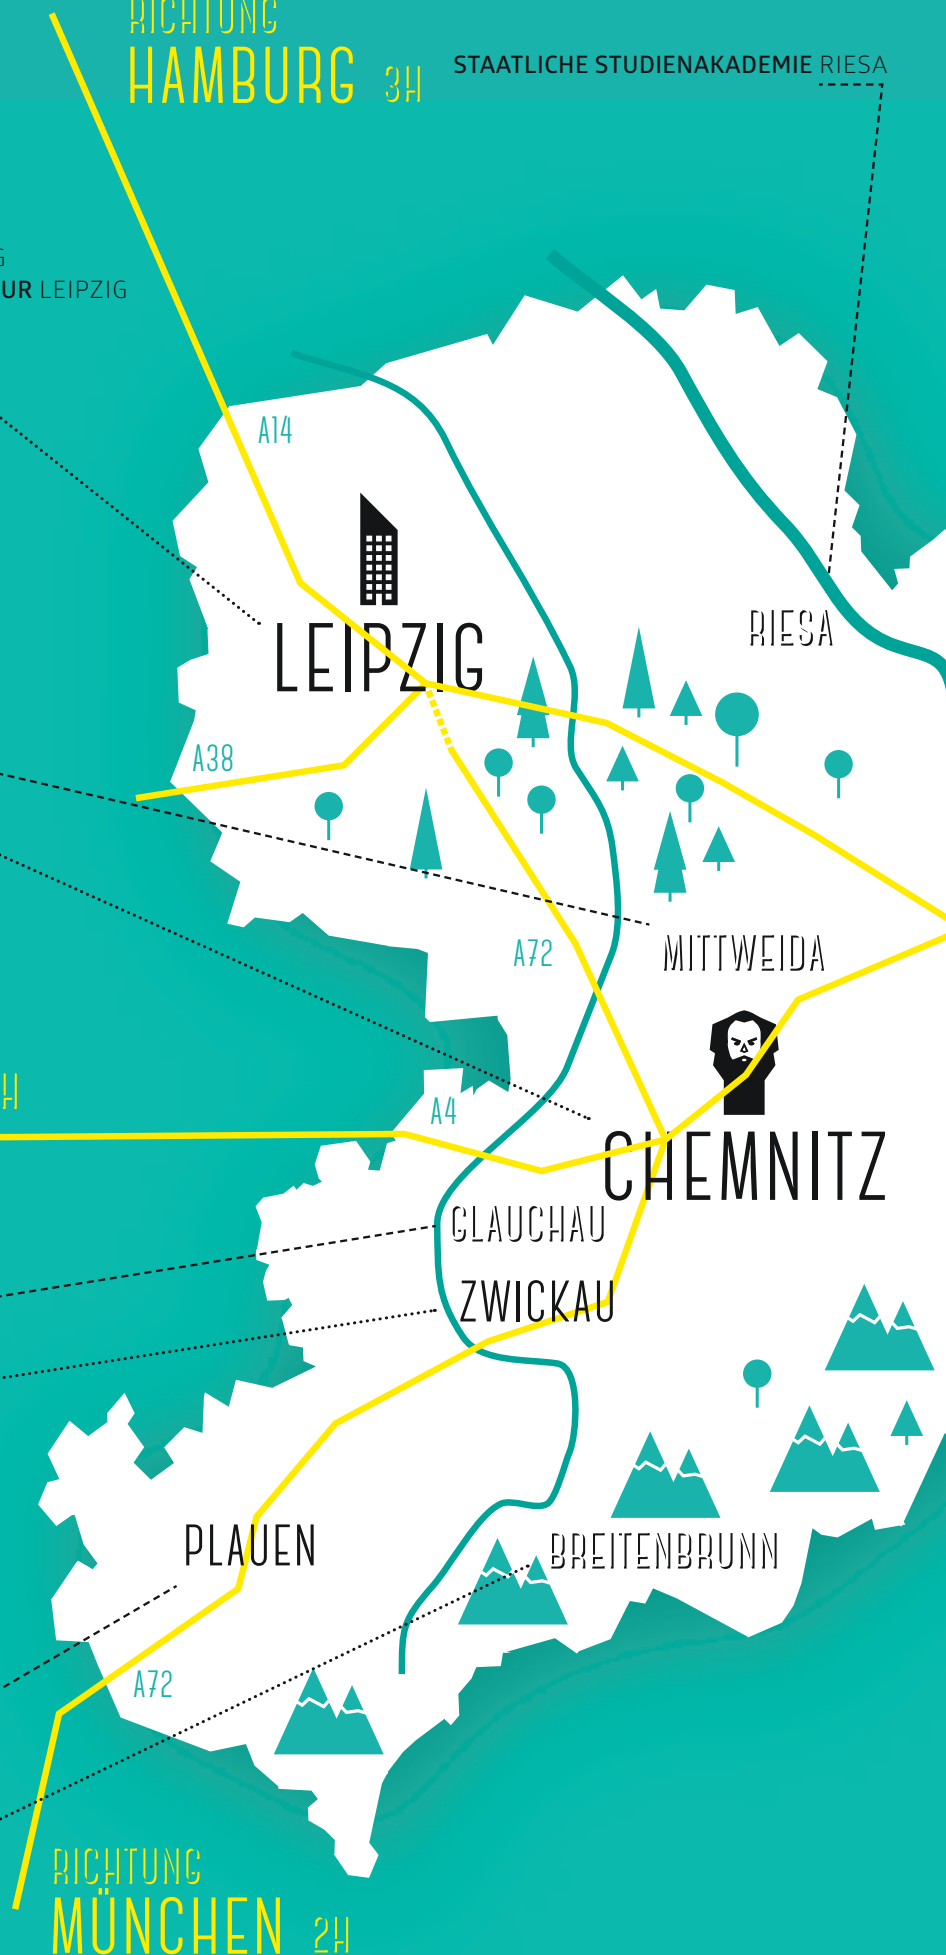 RICHTUNG
HAMBURG 3H
STAATLICHE STUDIENAKADEMIE RIESA
G
UR LEIPZIG
A14
LEIPZIG
RIESA
A38
A72
MITTWEIDA
H
A4
CHEMNITZ
GLAUCHAU
ZWICKAU
PLAUEN
BREITENBRUNN
A72
RICHTUNG
MÜNCHEN 2H